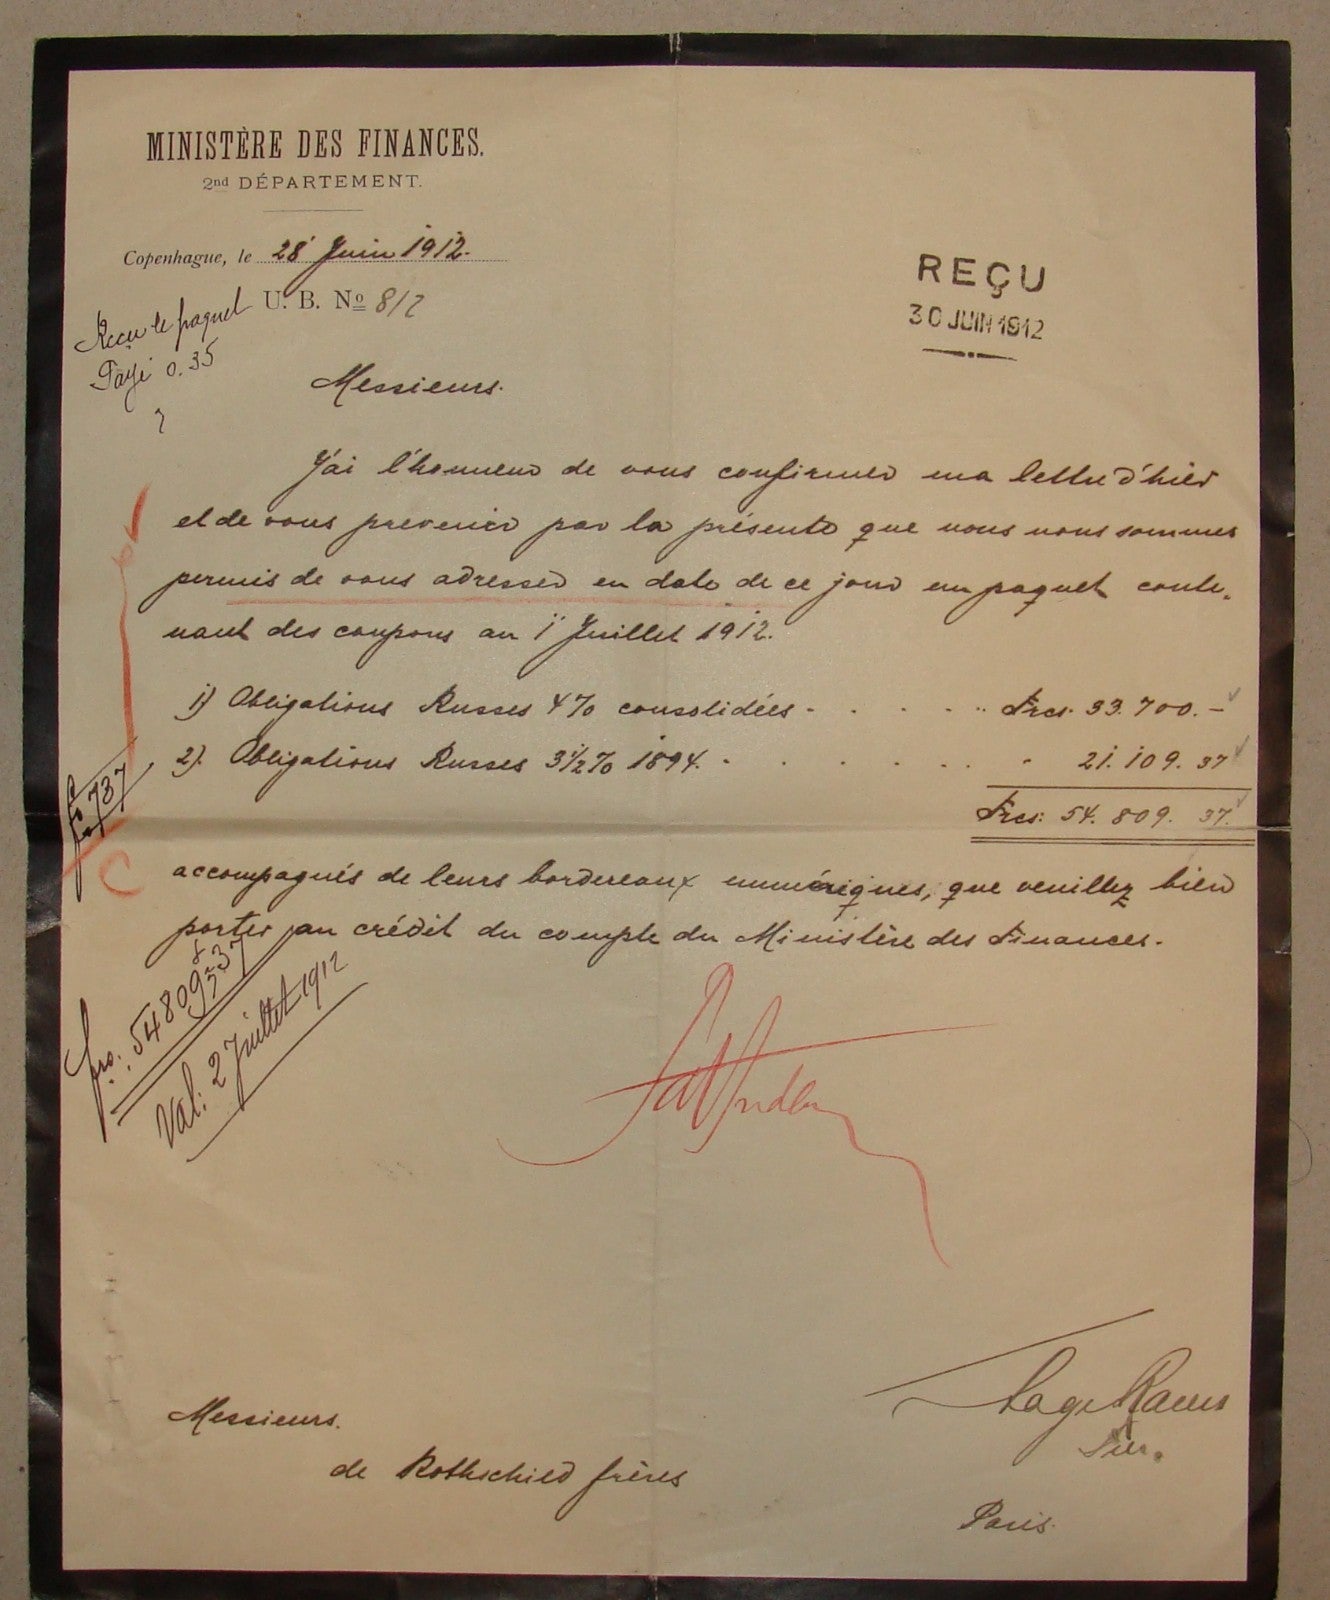 MINISTÈRE DES FINANCES.
2nd DÉPARTEMENT.
Copenhague, le 28' Juin 1912.
U. B. No 812
REÇU
30 JUIN 1912
Recu le paquet
Payé 0.35
Messieurs.
J'ai l'honneur de vous confirmer ma lettre d'hier
et de vous prevenir par la présente que nous nous sommes
permis de vous adresser en date de ce jour un paquet conte-
nant des coupons au 1" Juillet 1912.
1) Obligations Russes 4% consolidées - . . . . . . Frcs. 33.700.-
2). Obligations Russes 3½% 1894. - . . . . . . - 21.109.37
Frcs: 54.809.37.
fo 737
accompagnés de leurs bordereaux numériques, que veuillez bien
porter au crédit du compte du Ministère des Finances.
frs. 54809.37
Val: 2 Juillet 1912
Messieurs.
de Rothschild frères
Paris.